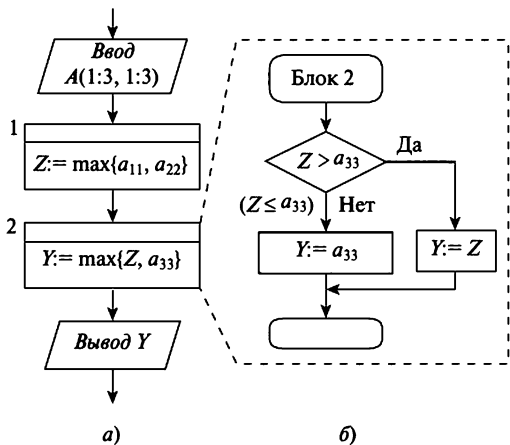 Ввод
A(1:3, 1:3)
1
Z:= max{a₁₁, a₂₂}
2
Y:= max{Z, a₃₃}
Вывод Y
а)
Блок 2
Z > a₃₃
Да
(Z ≤ a₃₃) Нет
Y:= a₃₃
Y:= Z
б)